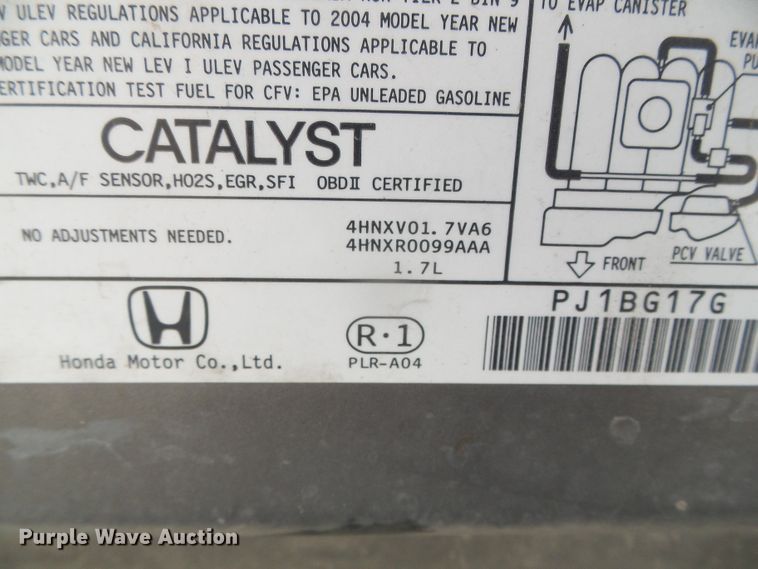 ULEV REGULATIONS APPLICABLE TO 2004 MODEL YEAR NEW
GER CARS AND CALIFORNIA REGULATIONS APPLICABLE TO
MODEL YEAR NEW LEV I ULEV PASSENGER CARS.
ERTIFICATION TEST FUEL FOR CFV: EPA UNLEADED GASOLINE
CATALYST
TWC,A/F SENSOR,HO2S,EGR,SFI OBDⅡ CERTIFIED
NO ADJUSTMENTS NEEDED.
4HNXV01.7VA6
4HNXR0099AAA
1.7L
TO EVAP CANISTER
EVA
PU
PCV VALVE
FRONT
PJ1BG17G
R·1
PLR-A04
Honda Motor Co.,Ltd.
Purple Wave Auction